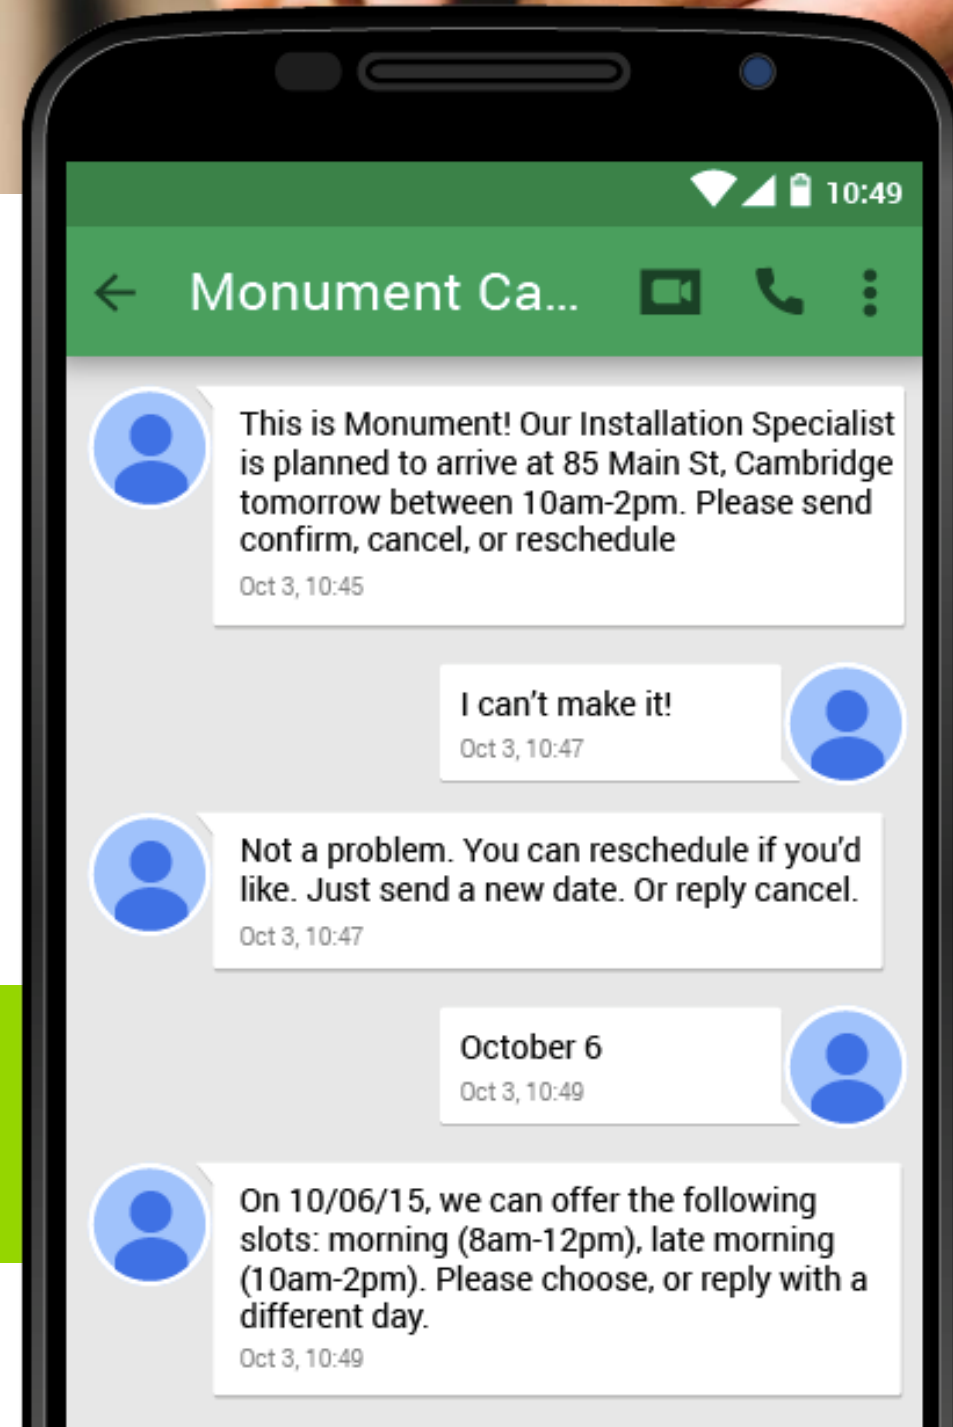 10:49
Monument Ca...
This is Monument! Our Installation Specialist
is planned to arrive at 85 Main St, Cambridge
tomorrow between 10am-2pm. Please send
confirm, cancel, or reschedule
Oct 3, 10:45
I can't make it!
Oct 3, 10:47
Not a problem. You can reschedule if you'd
like. Just send a new date. Or reply cancel.
Oct 3, 10:47
October 6
Oct 3, 10:49
On 10/06/15, we can offer the following
slots: morning (8am-12pm), late morning
(10am-2pm). Please choose, or reply with a
different day.
Oct 3, 10:49